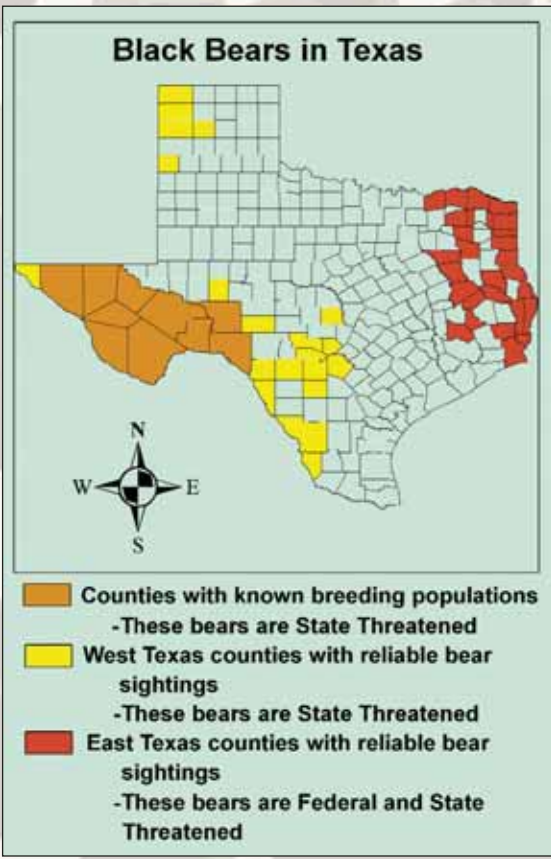 Black Bears in Texas
N
W
E
S
Counties with known breeding populations
-These bears are State Threatened
West Texas counties with reliable bear
sightings
-These bears are State Threatened
East Texas counties with reliable bear
sightings
-These bears are Federal and State
Threatened